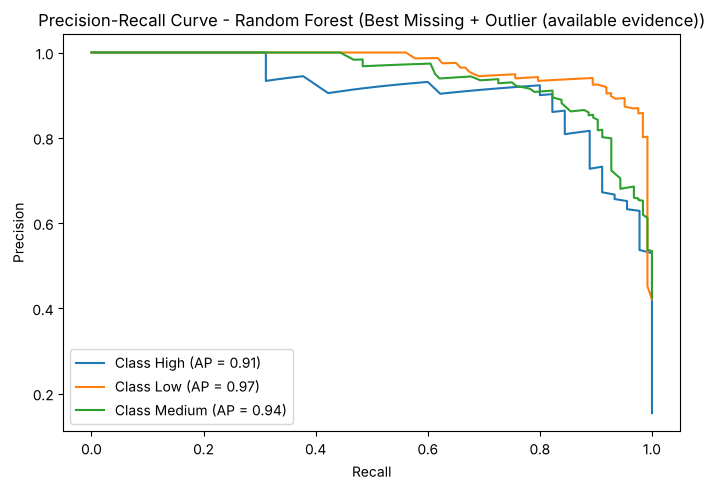 Precision-Recall Curve - Random Forest (Best Missing + Outlier (available evidence))
Precision
1.0
0.8
0.6
0.4
0.2
Class High (AP = 0.91)
Class Low (AP = 0.97)
Class Medium (AP = 0.94)
0.0
0.2
0.4
0.6
0.8
1.0
Recall